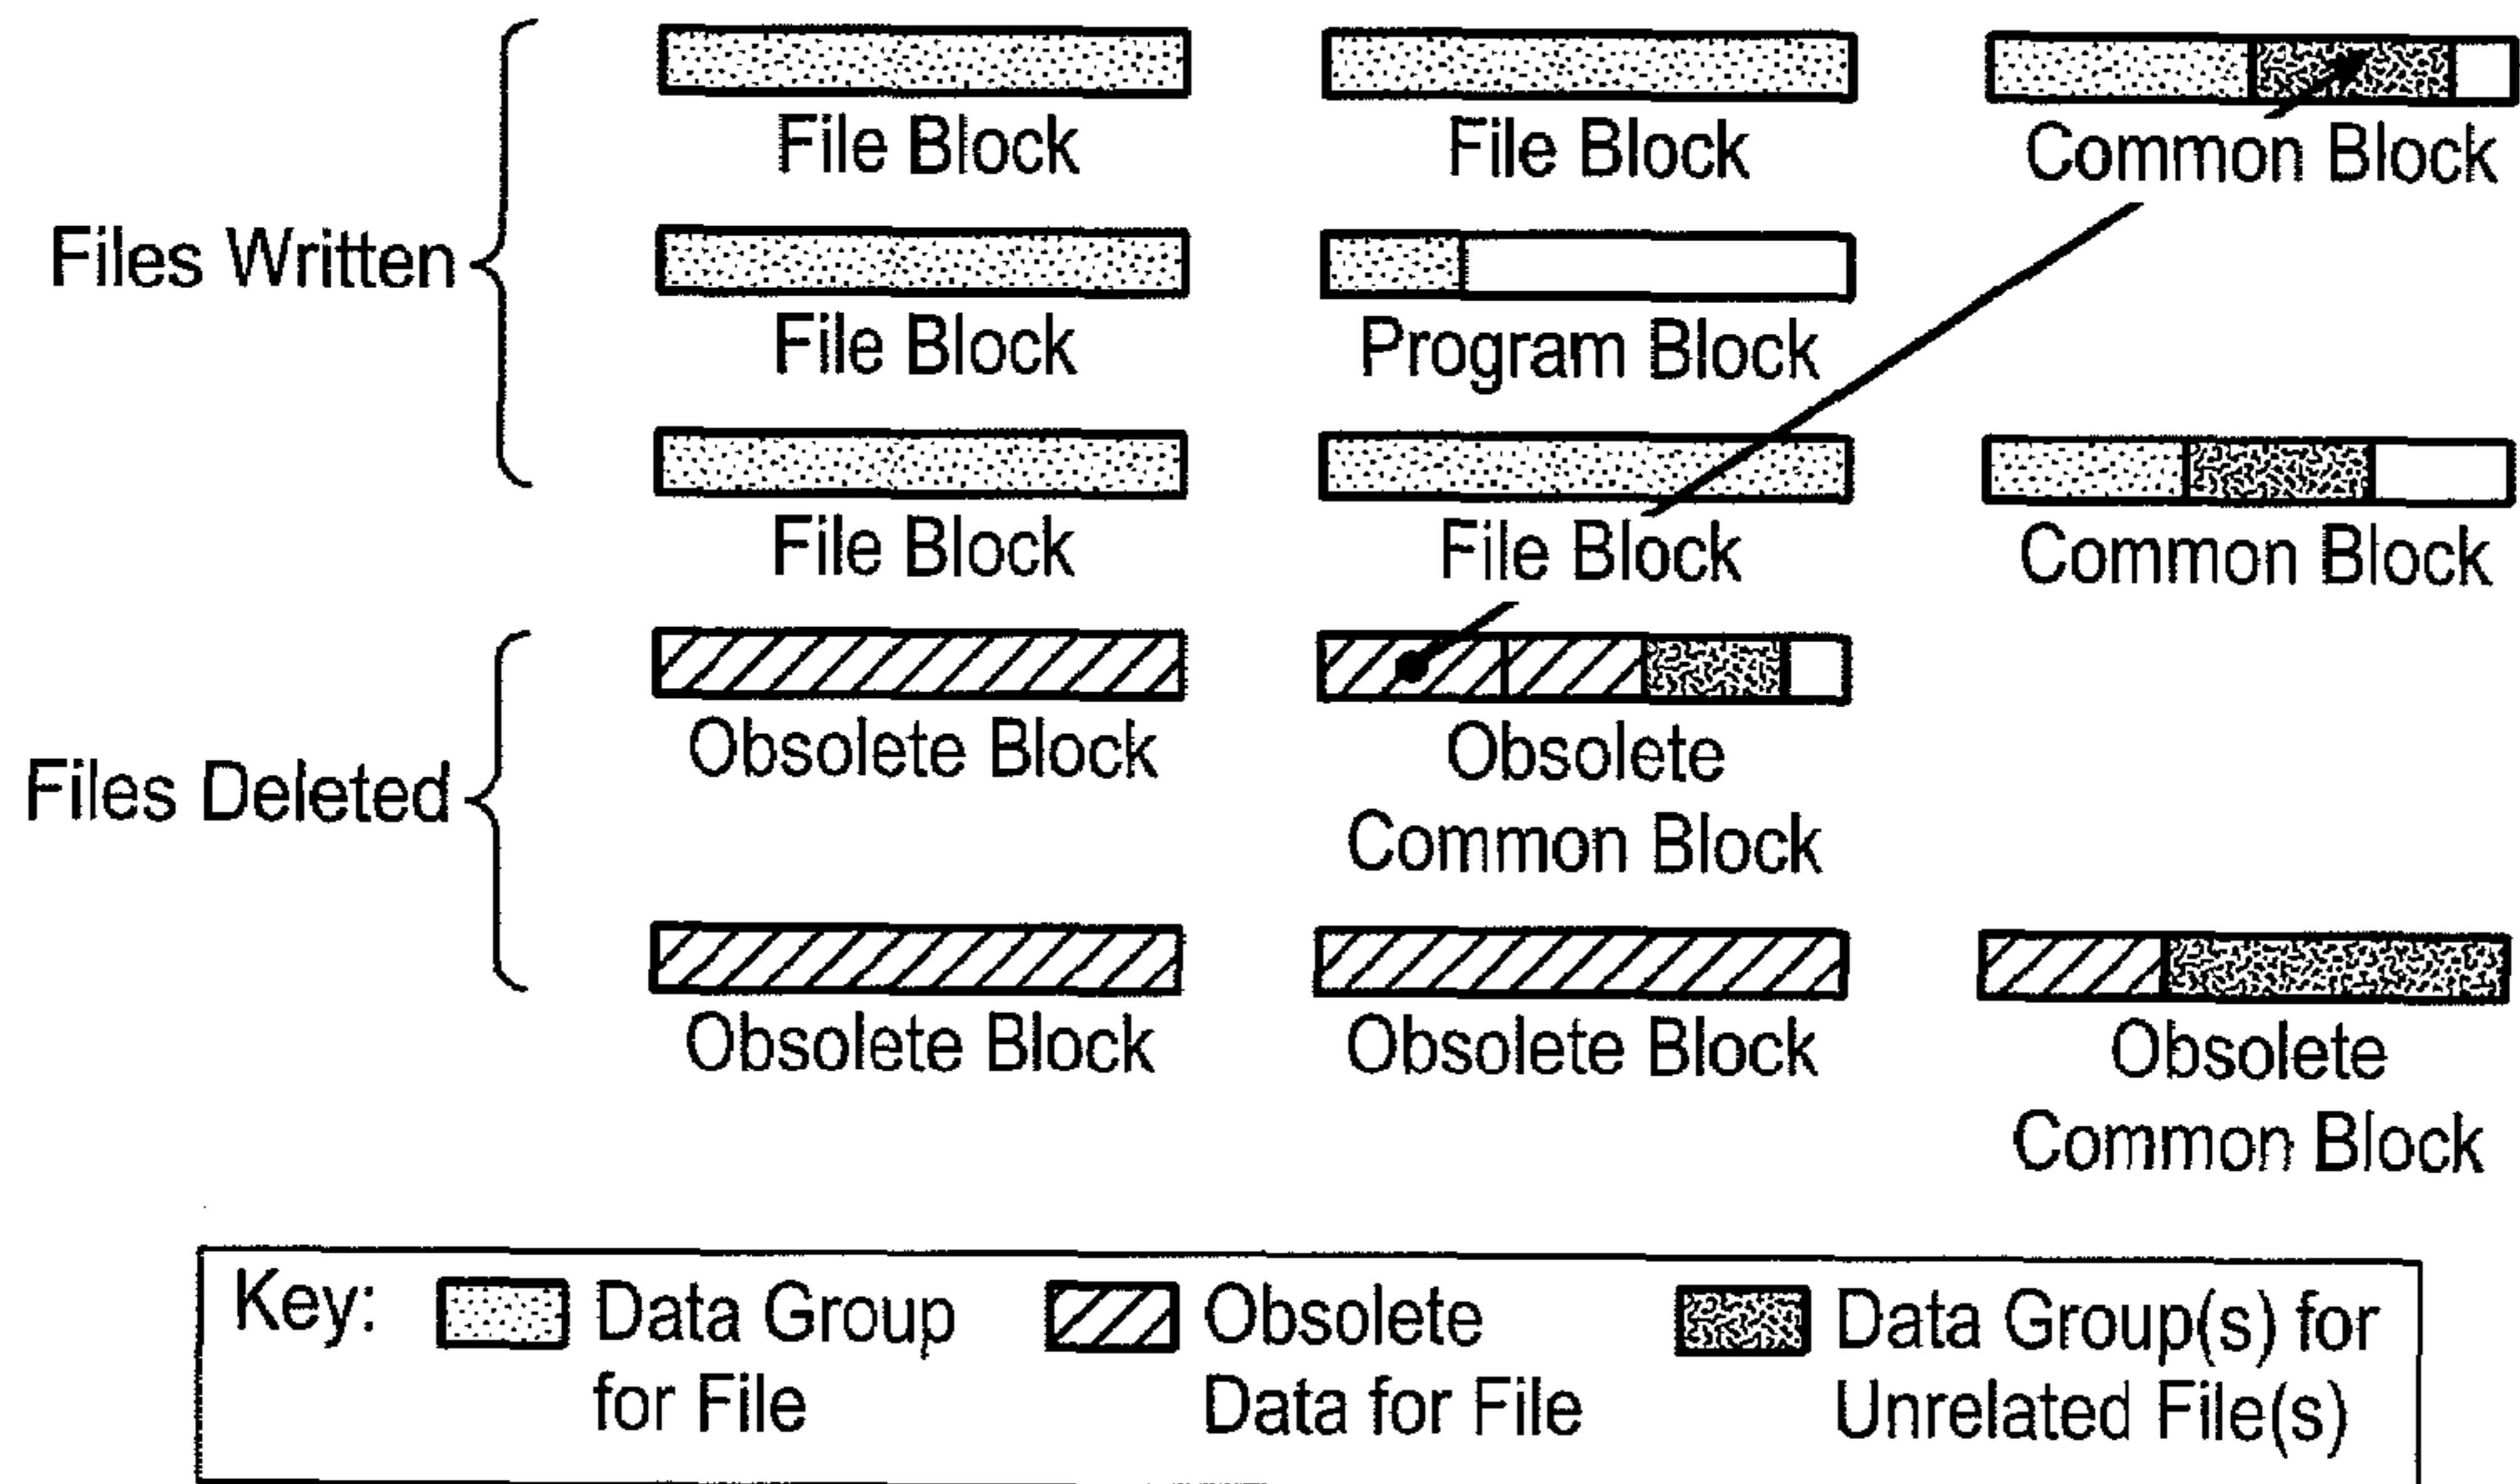 File Block File Block Common Block
Files Written
File Block Program Block
File Block File Block Common Block
Obsolete Block Obsolete
Common Block
Files Deleted
Obsolete Block Obsolete Block Obsolete
Common Block
Key: Data Group Obsolete Data Group(s) for
for File Data for File Unrelated File(s)